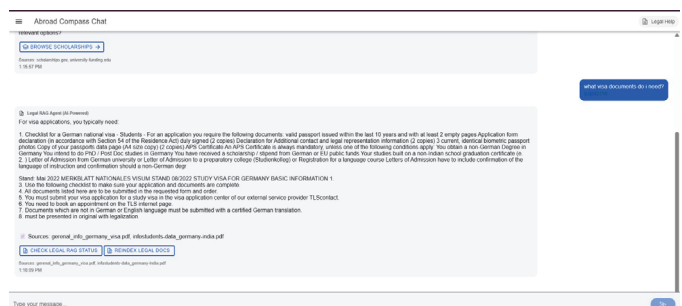 Abroad Compass Chat
Legal Help
relevant options?
BROWSE SCHOLARSHIPS →
Sources: scholarships.gov, university-funding.edu
1:18:57 PM
what visa documents do i need?
Legal RAG Agent (AI-Powered)
For visa applications, you typically need:
1. Checklist for a German national visa - Students - For an application you require the following documents: valid passport issued within the last 10 years and with at least 2 empty pages Application form
declaration (in accordance with Section 54 of the Residence Act) duly signed (2 copies) Declaration for Additional contact and legal representation information (2 copies) 3 current, identical biometric passport
photos Copy of your passports data page (A4 size copy) (2 copies) APS Certificate An APS Certificate is always mandatory, unless one of the following conditions apply: You obtain a non German Degree in
Germany You intend to do PhD / Post Doc studies in Germany You have received a scholarship / stipend from German or EU public funds Your studies built on a non-Indian school graduation certificate (e.
2. ) Letter of Admission from German university or Letter of Admission to a preparatory college (Studienkolleg) or Registration for a language course Letters of Admission have to include confirmation of the
language of instruction and confirmation should a non-German degr
Stand: Mai 2022 MERKBLATT NATIONALES VISUM STAND 08/2022 STUDY VISA FOR GERMANY BASIC INFORMATION 1.
3. Use the following checklist to make sure your application and documents are complete.
4. All documents listed here are to be submitted in the requested form and order.
5. You must submit your visa application for a study visa in the visa application center of our external service provider TLScontact.
6. You need to book an appointment on the TLS internet page.
7. Documents which are not in German or English language must be submitted with a certified German translation.
8. must be presented in original with legalization
Sources: gereral_info_germany_visa.pdf, infostudents-data_germany-india.pdf
CHECK LEGAL RAG STATUS
REINDEX LEGAL DOCS
Sources: gereral_info_germany_visa.pdf, infostudents-data_germany-india.pdf
1:18:09 PM
Type your message...